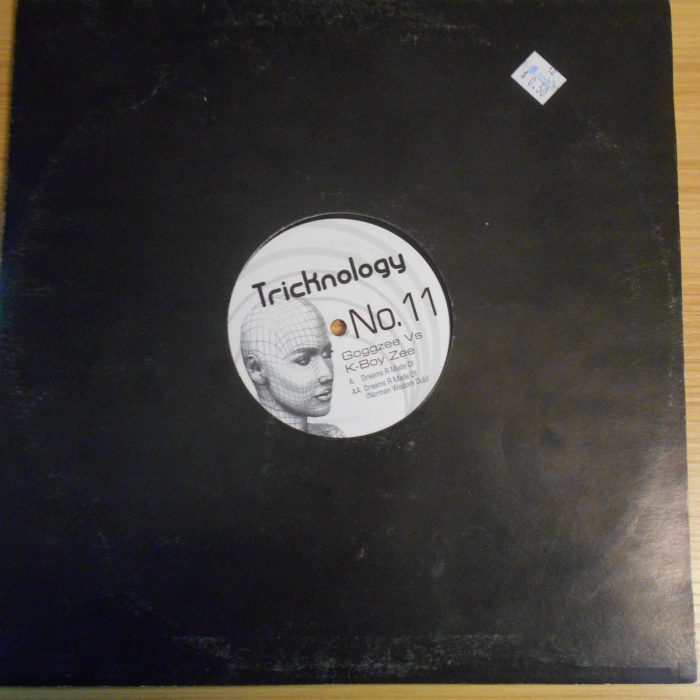 Tricknology
No.11
Goggzee Vs
K-Boy Zee
A. Dreams R Made Of
AA. Dreams R Made Of
(Norman Wisdom Dub)